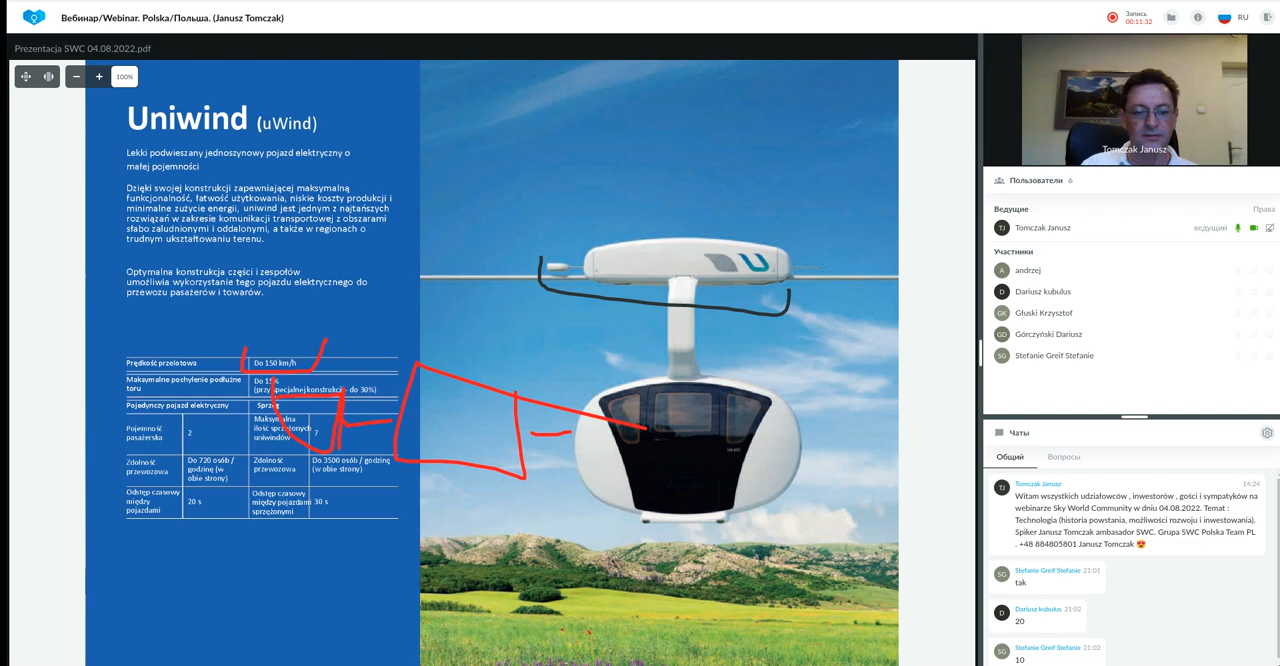 Вебинар/Webinar. Polska/Польша. (Janusz Tomczak)
Запись
00:11:32
RU
Prezentacja SWC 04.08.2022.pdf
100%
Uniwind (uWind)
Lekki podwieszany jednoszynowy pojazd elektryczny o
małej pojemności
Dzięki swojej konstrukcji zapewniającej maksymalną
funkcjonalność, łatwość użytkowania, niskie koszty produkcji i
minimalne zużycie energii, uniwind jest jednym z najtańszych
rozwiązań w zakresie komunikacji transportowej z obszarami
słabo zaludnionymi i oddalonymi, a także w regionach o
trudnym ukształtowaniu terenu.
Optymalna konstrukcja części i zespołów
umożliwia wykorzystanie tego pojazdu elektrycznego do
przewozu pasażerów i towarów.
Prędkość przelotowa
Do 150 km/h
Maksymalne pochylenie podłużne
toru
Do 15%
(przy specjalnej konstrukcji - do 30%)
Pojedynczy pojazd elektryczny
Pojemność
pasażerska
2
Maksymalna
ilość sprzężonych
uniwindów
7
Zdolność
przewozowa
Do 720 osób /
godzinę (w
obie strony)
Zdolność
przewozowa
Do 3500 osób / godzinę
(w obie strony)
Odstęp czasowy
między
pojazdami
20 s
Odstęp czasowy
między pojazdami
sprzężonymi
30 s
Tomczak Janusz
Пользователи 6
Ведущие
Права
TJ
Tomczak Janusz
ведущий
Участники
A
andrzej
D
Dariusz kubulus
GK
Głuski Krzysztof
GD
Górczyński Dariusz
SG
Stefanie Greif Stefanie
Чаты
Общий
Вопросы
TJ
Tomczak Janusz
14:24
Witam wszystkich udziałowców , inwestorów , gości i sympatyków na
webinarze Sky World Community w dniu 04.08.2022. Temat :
Technologia (historia powstania, możliwości rozwoju i inwestowania).
Spiker Janusz Tomczak ambasador SWC. Grupa SWC Polska Team PL
. +48 884805801 Janusz Tomczak 😍
SG
Stefanie Greif Stefanie 21:01
tak
D
Dariusz kubulus 21:02
20
SG
Stefanie Greif Stefanie 21:02
10